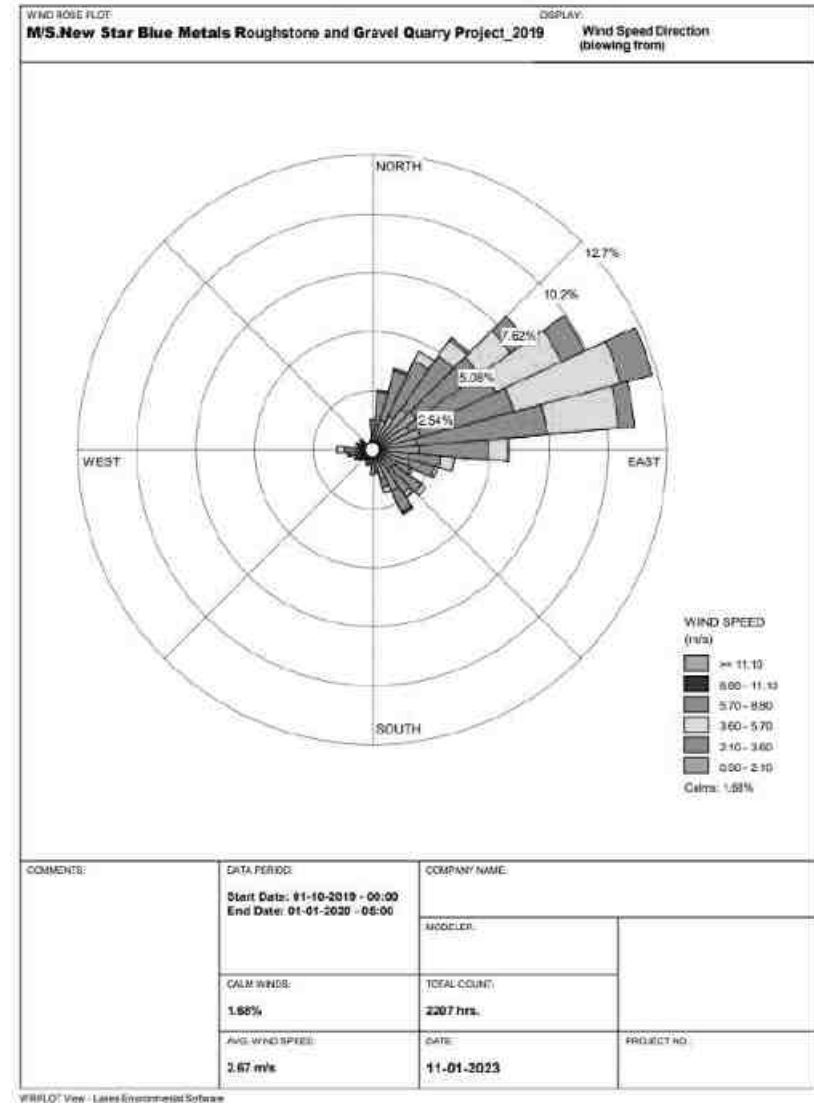 WIND ROSE PLOT:
DISPLAY:
M/S.New Star Blue Metals Roughstone and Gravel Quarry Project_2019
Wind Speed Direction
(blowing from)
NORTH
12.7%
10.2%
7.62%
5.08%
2.54%
WEST
EAST
SOUTH
WIND SPEED
(m/s)
>= 11.10
8.80 - 11.10
5.70 - 8.80
3.60 - 5.70
2.10 - 3.60
0.50 - 2.10
Calms: 1.68%
COMMENTS:
DATA PERIOD:
Start Date: 01-10-2019 - 00:00
End Date: 01-01-2020 - 05:00
COMPANY NAME:
MODELER:
CALM WINDS:
1.68%
TOTAL COUNT:
2207 hrs.
AVG. WIND SPEED:
2.67 m/s
DATE:
11-01-2023
PROJECT NO.:
WRPLOT View - Lakes Environmental Software